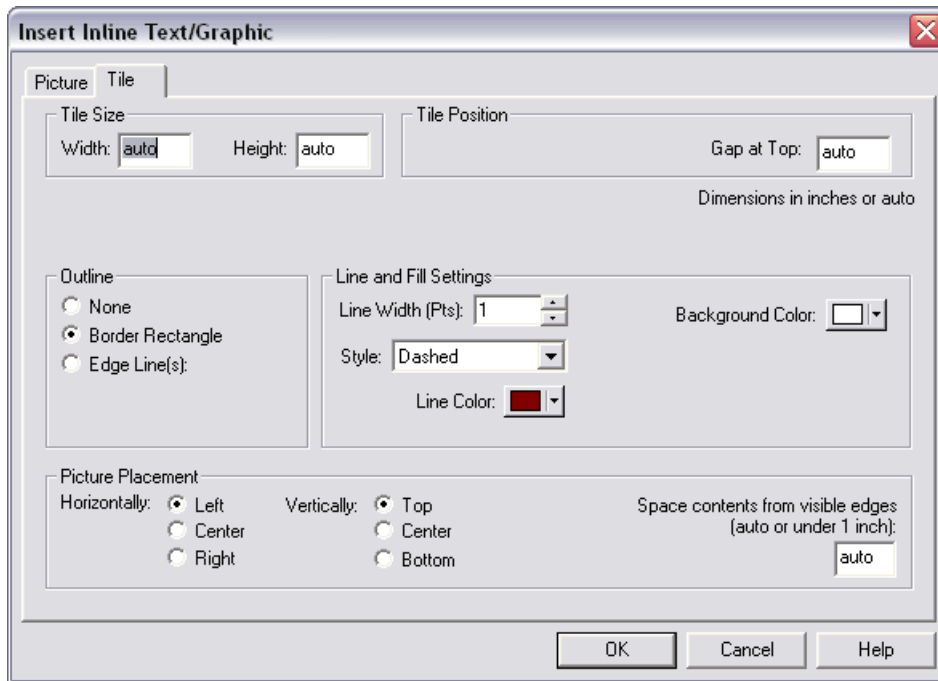 Insert Inline Text/Graphic
Picture Tile
Tile Size
Width: auto Height: auto
Tile Position
Gap at Top: auto
Dimensions in inches or auto
Outline
None
Border Rectangle
Edge Line(s):
Line and Fill Settings
Line Width (Pts): 1
Background Color:
Style: Dashed
Line Color:
Picture Placement
Horizontally: Left
Center
Right
Vertically: Top
Center
Bottom
Space contents from visible edges
(auto or under 1 inch):
auto
OK Cancel Help